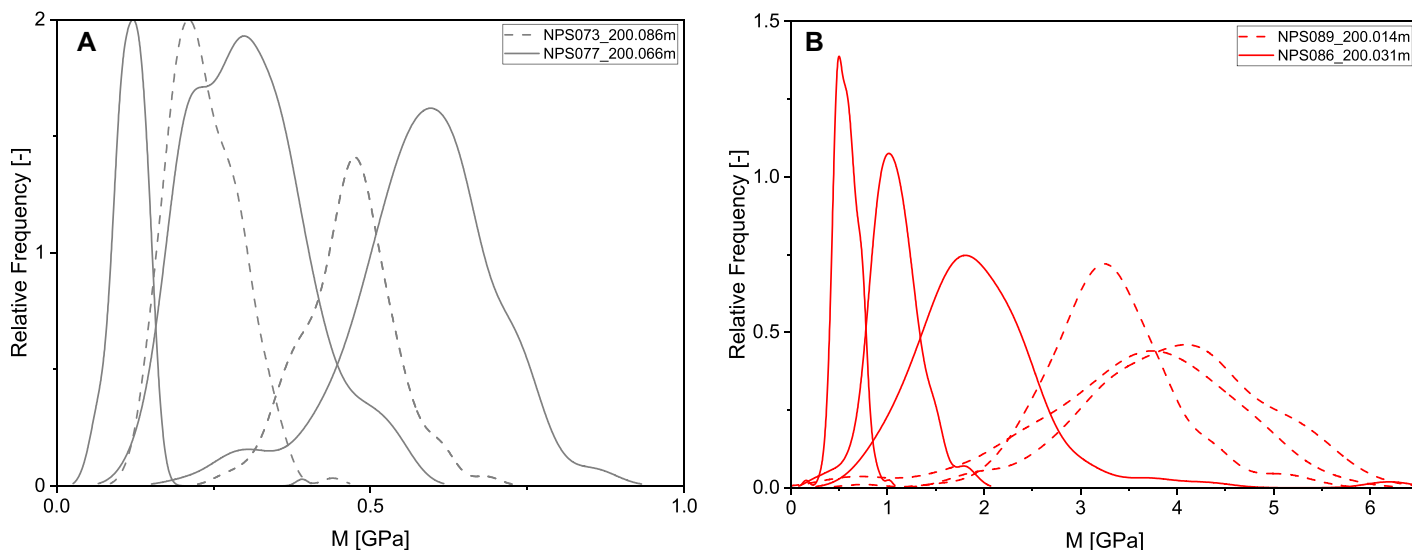 A
NPS073_200.086m
NPS077_200.066m
Relative Frequency [-]
2
1
0
0.0
0.5
1.0
M [GPa]
B
NPS089_200.014m
NPS086_200.031m
Relative Frequency [-]
1.5
1.0
0.5
0.0
0
1
2
3
4
5
6
M [GPa]